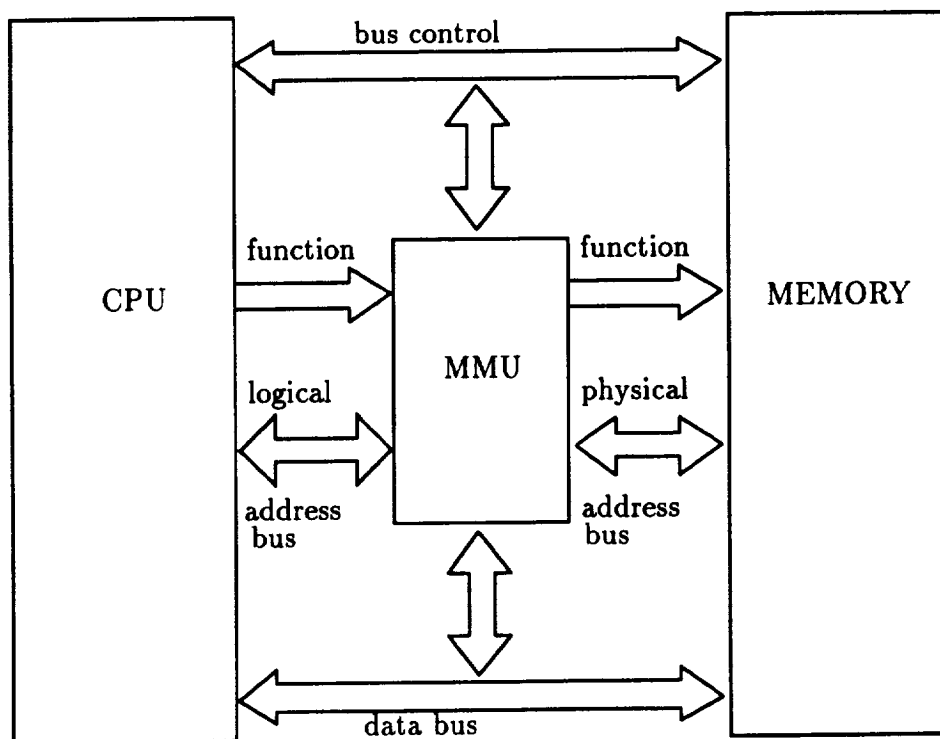 bus control
function
function
CPU
MEMORY
MMU
logical
physical
address
bus
address
bus
data bus